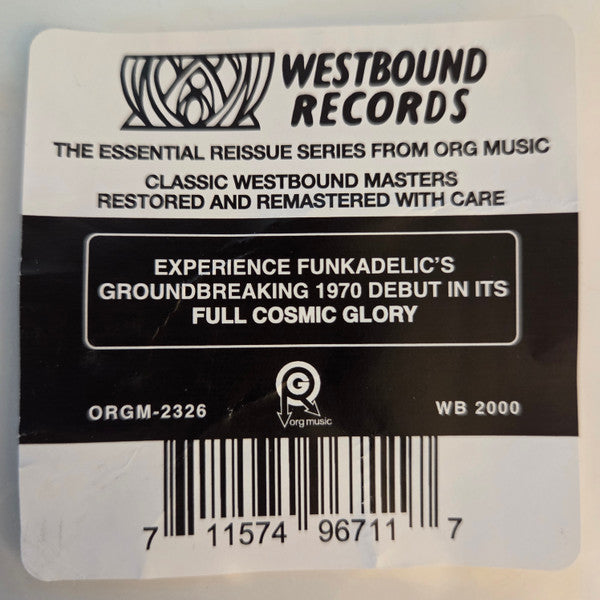 WESTBOUND
RECORDS
THE ESSENTIAL REISSUE SERIES FROM ORG MUSIC
CLASSIC WESTBOUND MASTERS
RESTORED AND REMASTERED WITH CARE
EXPERIENCE FUNKADELIC'S
GROUNDBREAKING 1970 DEBUT IN ITS
FULL COSMIC GLORY
ORGM-2326
org music
WB 2000
7 11574 96711 7